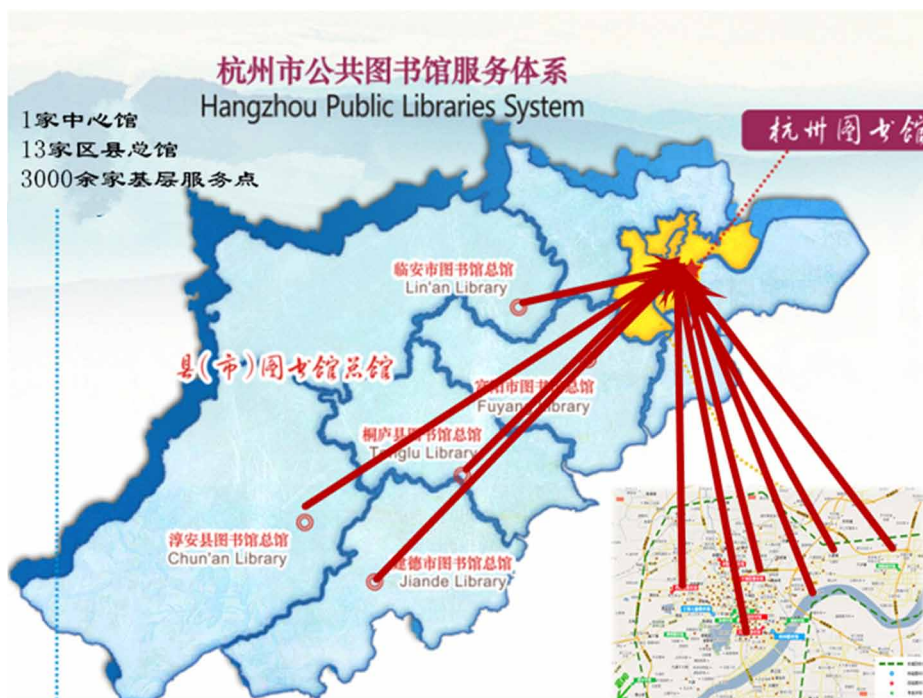 杭州市公共图书馆服务体系
Hangzhou Public Libraries System
1家中心馆
13家区县总馆
3000余家基层服务点
杭州图书馆
临安市图书馆总馆
Lin'an Library
县(市)图书馆总馆
富阳市图书馆总馆
Fuyang Library
桐庐县图书馆总馆
Tonglu Library
淳安县图书馆总馆
Chun'an Library
建德市图书馆总馆
Jiande Library